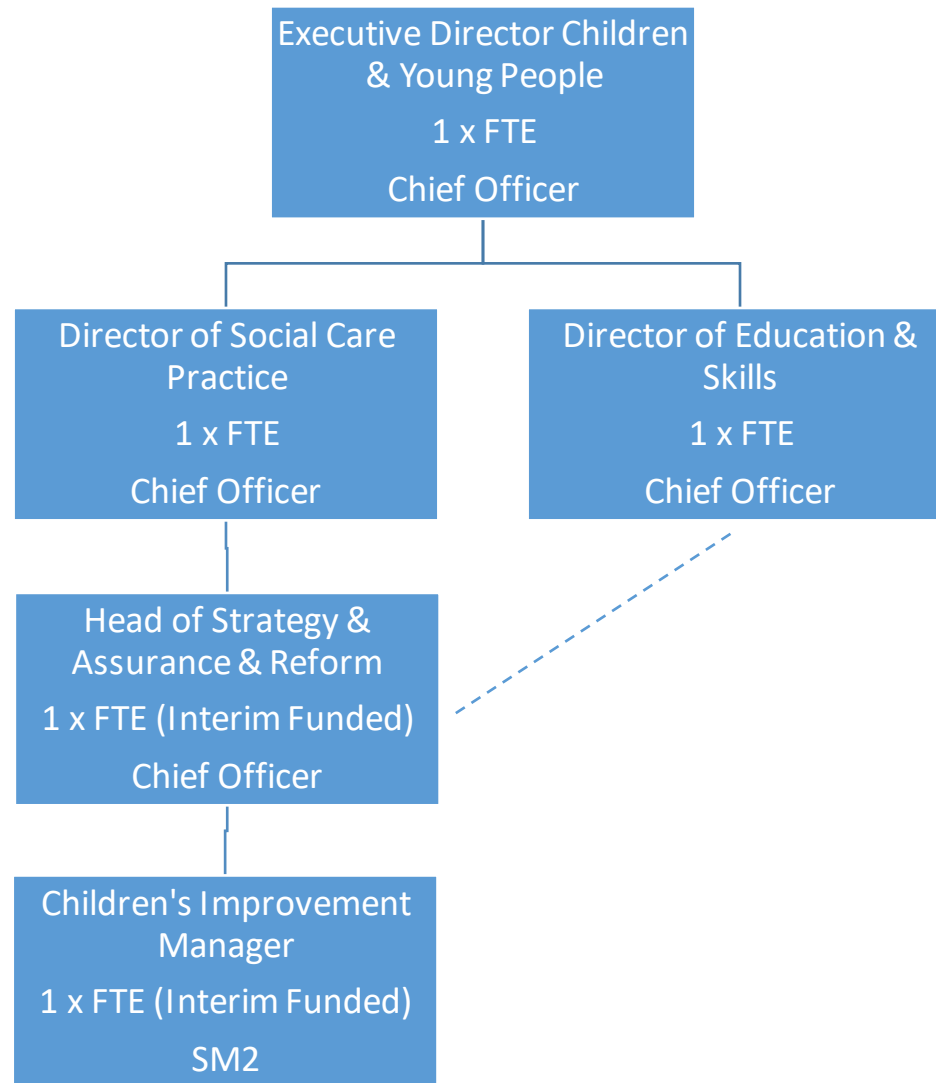 Executive Director Children
& Young People
1 x FTE
Chief Officer
Director of Social Care
Practice
1 x FTE
Chief Officer
Director of Education &
Skills
1 x FTE
Chief Officer
Head of Strategy &
Assurance & Reform
1 x FTE (Interim Funded)
Chief Officer
Children's Improvement
Manager
1 x FTE (Interim Funded)
SM2